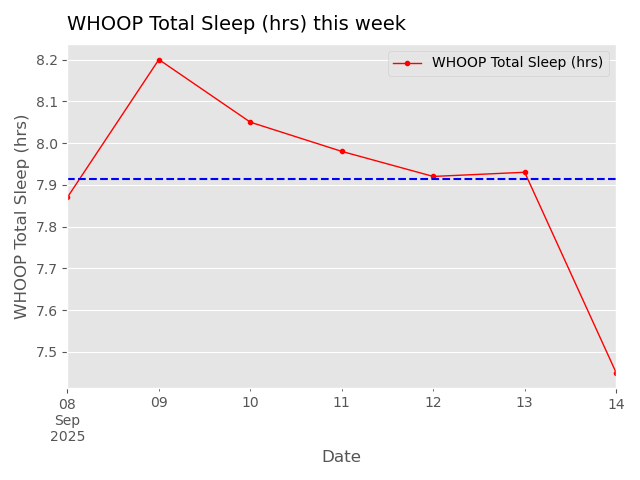 WHOOP Total Sleep (hrs) this week
WHOOP Total Sleep (hrs)
WHOOP Total Sleep (hrs)
8.2
8.1
8.0
7.9
7.8
7.7
7.6
7.5
08 09 10 11 12 13 14
Sep
2025
Date